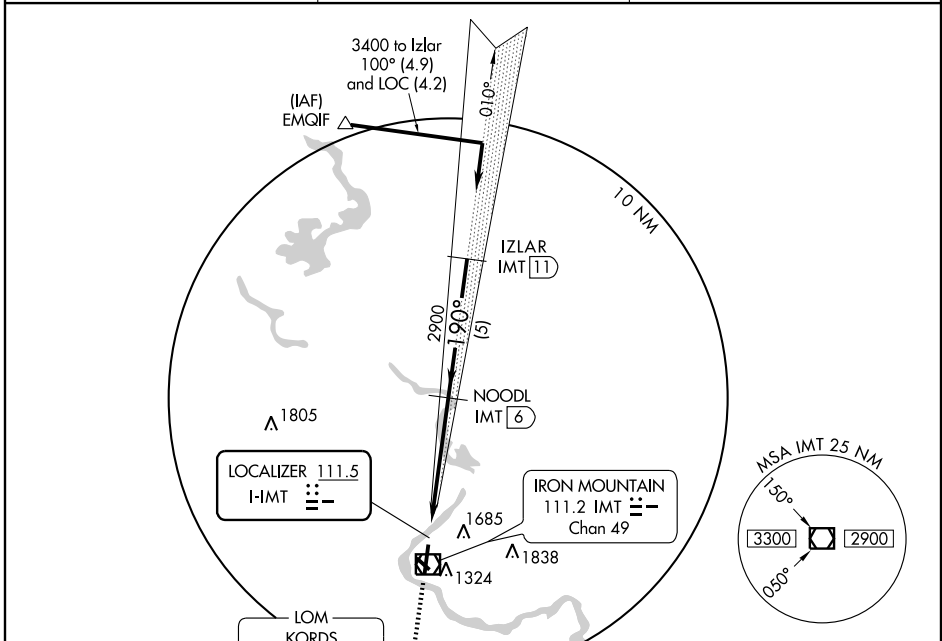 3400 to Izlar
100° (4.9)
and LOC (4.2)
(IAF)
EMQIF
010°
10 NM
IZLAR
IMT 11
2900
190°
(5)
NOODL
IMT 6
1805
LOCALIZER 111.5
I-IMT
IRON MOUNTAIN
111.2 IMT
Chan 49
1685
1838
1324
MSA IMT 25 NM
150°
3300
2900
050°
LOM
KORDS